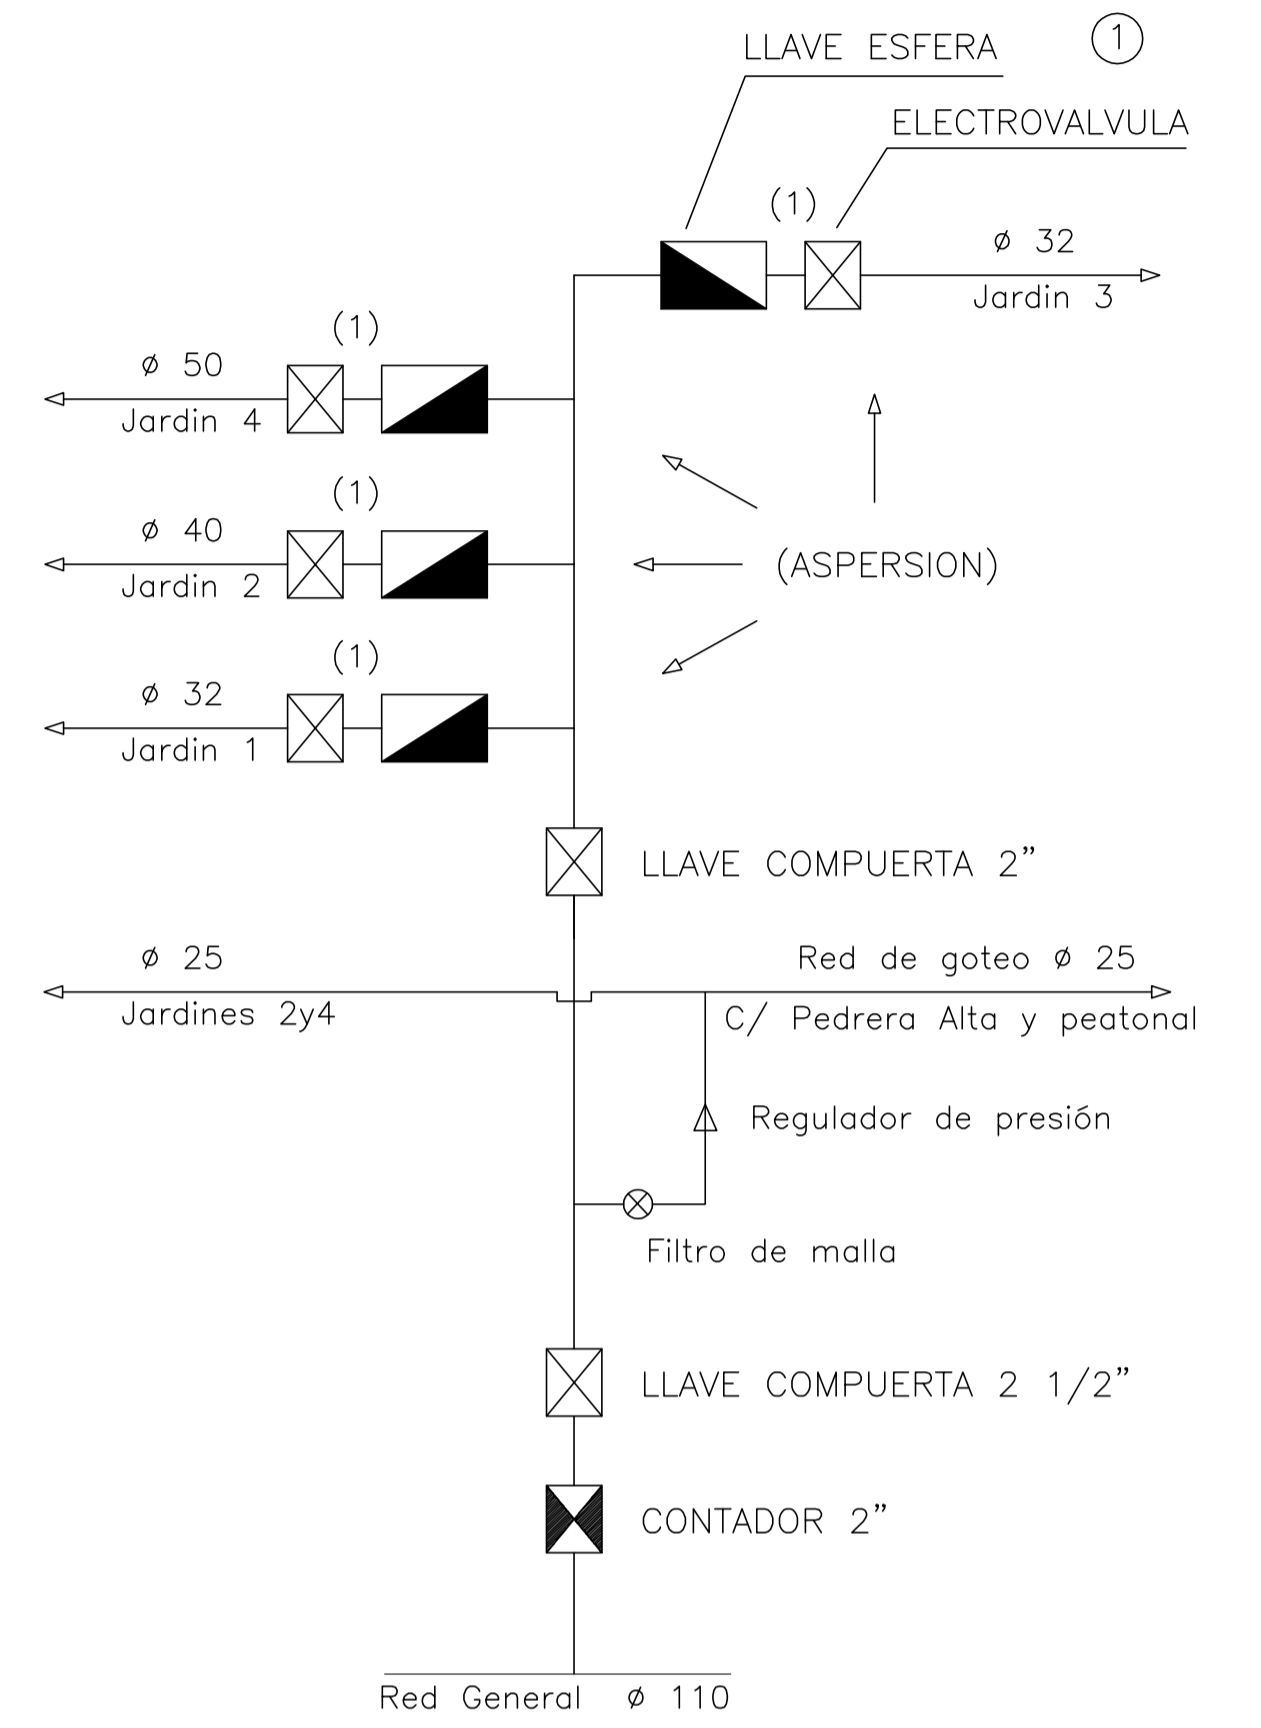 LLAVE ESFERA
1
ELECTROVALVULA
(1)
ø 32
Jardin 3
(1)
ø 50
Jardin 4
(1)
ø 40
Jardin 2
(ASPERSION)
(1)
ø 32
Jardin 1
LLAVE COMPUERTA 2”
ø 25
Jardines 2y4
Red de goteo ø 25
C/ Pedrera Alta y peatonal
Regulador de presión
Filtro de malla
LLAVE COMPUERTA 2 1/2”
CONTADOR 2”
Red General ø 110